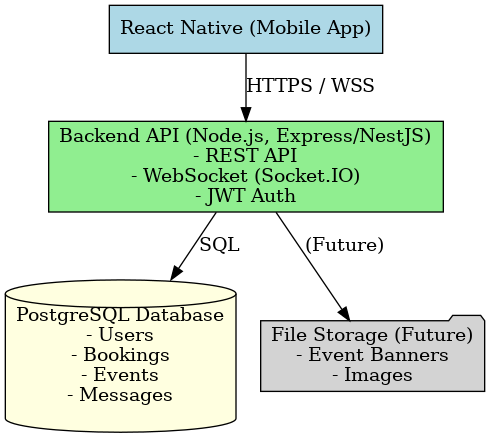 React Native (Mobile App)
HTTPS / WSS
Backend API (Node.js, Express/NestJS)
- REST API
- WebSocket (Socket.IO)
- JWT Auth
SQL
(Future)
PostgreSQL Database
- Users
- Bookings
- Events
- Messages
File Storage (Future)
- Event Banners
- Images